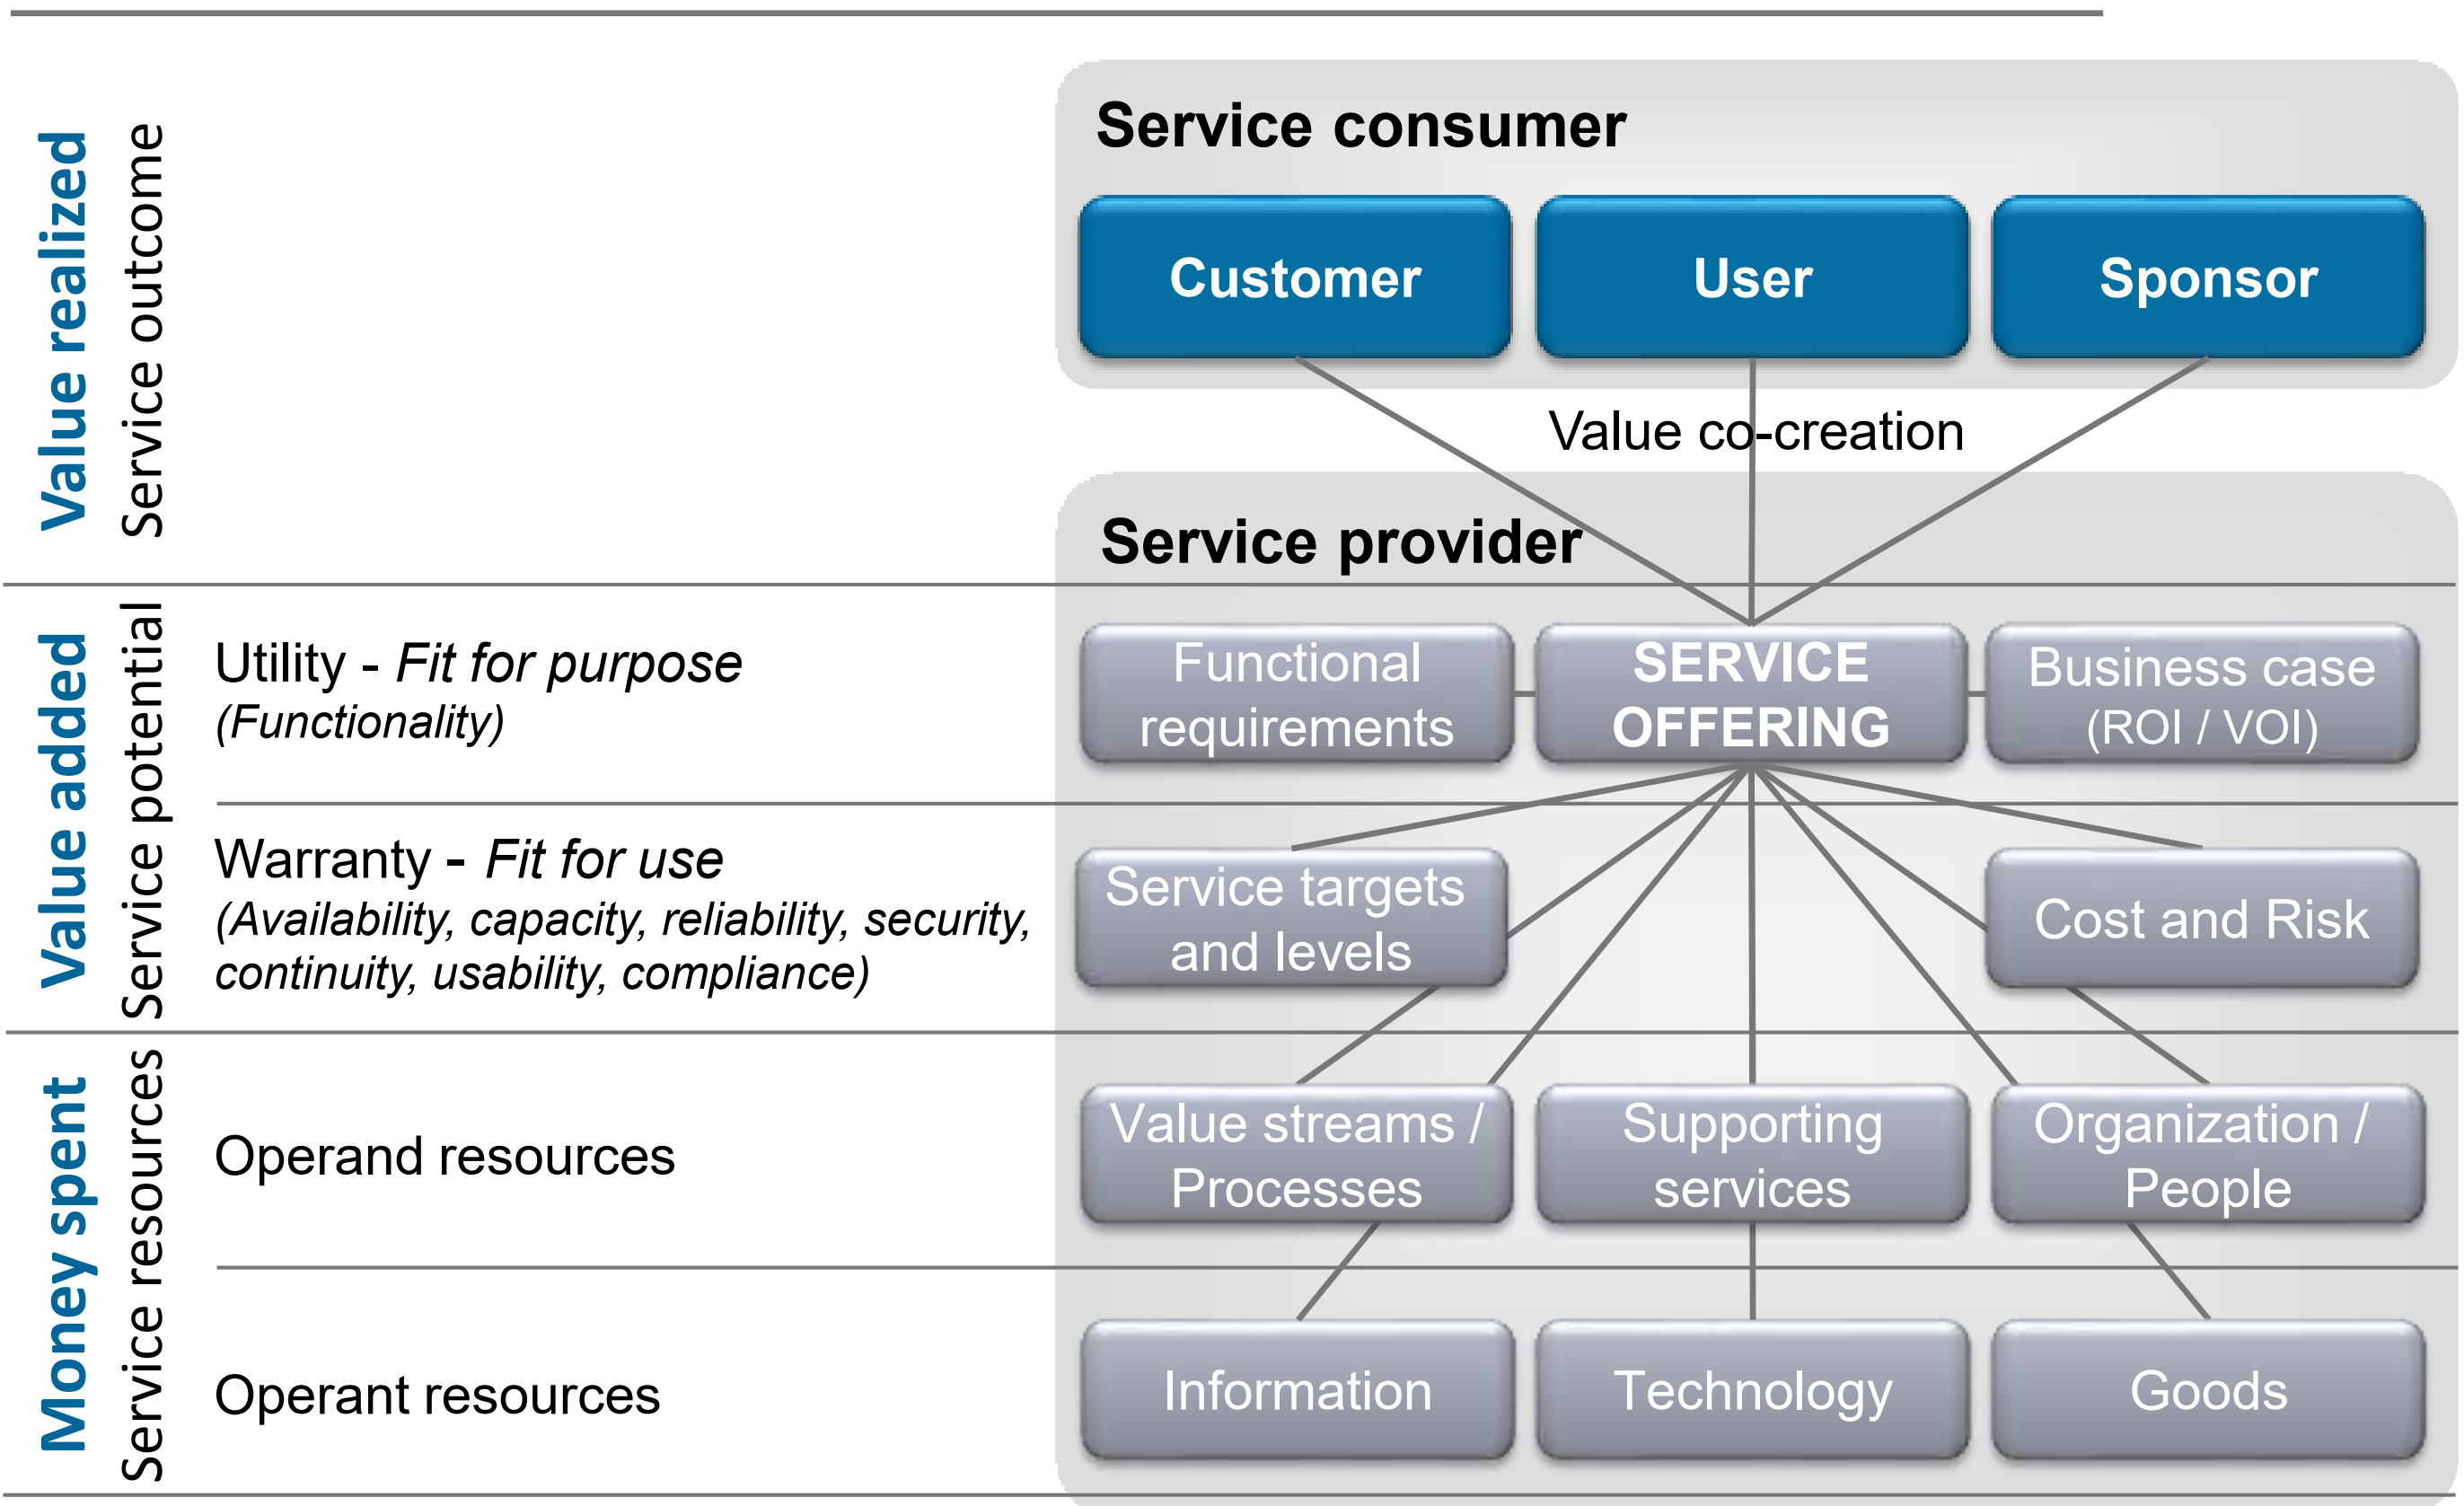 Value realized
Service outcome
Service consumer
Customer
User
Sponsor
Value co-creation
Service provider
Value added
Service potential
Utility - Fit for purpose
(Functionality)
Functional
requirements
SERVICE
OFFERING
Business case
(ROI / VOI)
Warranty - Fit for use
(Availability, capacity, reliability, security,
continuity, usability, compliance)
Service targets
and levels
Cost and Risk
Money spent
Service resources
Operand resources
Value streams /
Processes
Supporting
services
Organization /
People
Operant resources
Information
Technology
Goods